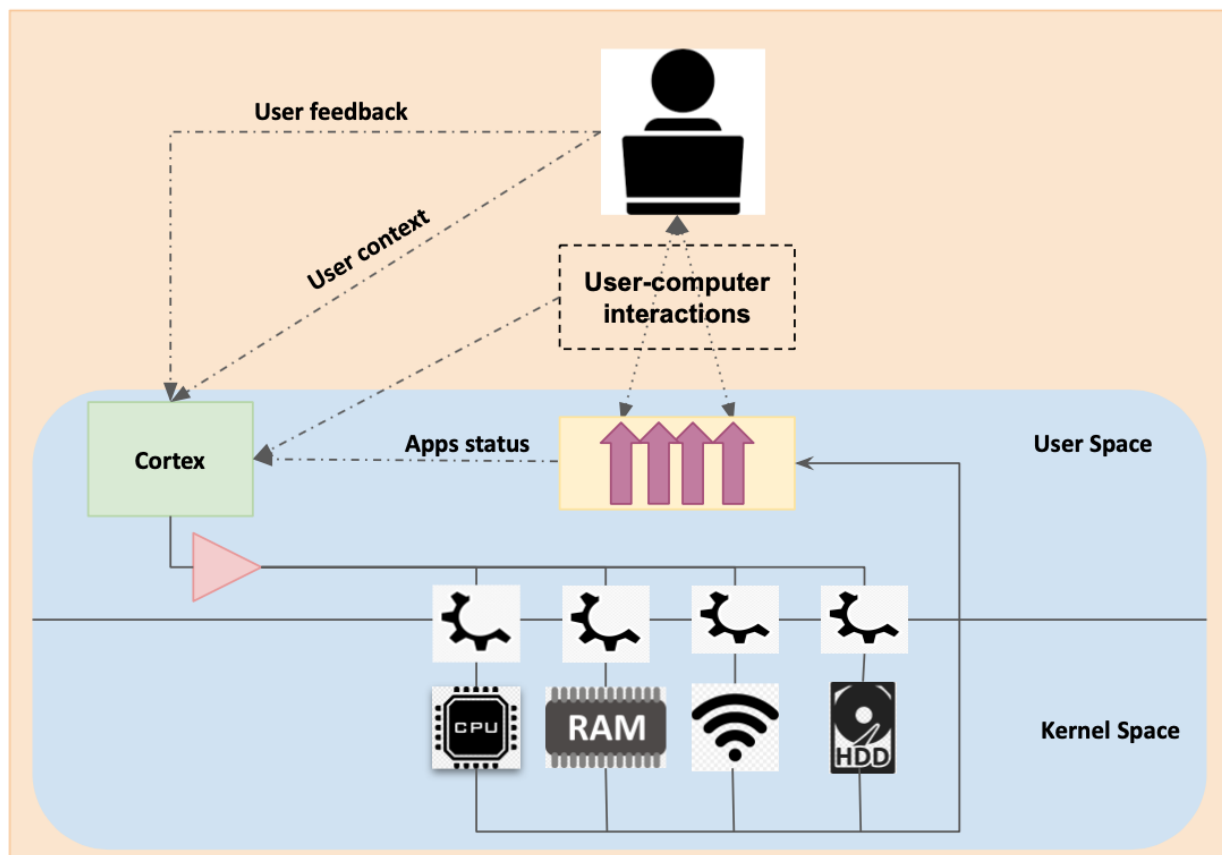 User feedback
User context
User-computer
interactions
Cortex
Apps status
User Space
CPU
RAM
HDD
Kernel Space